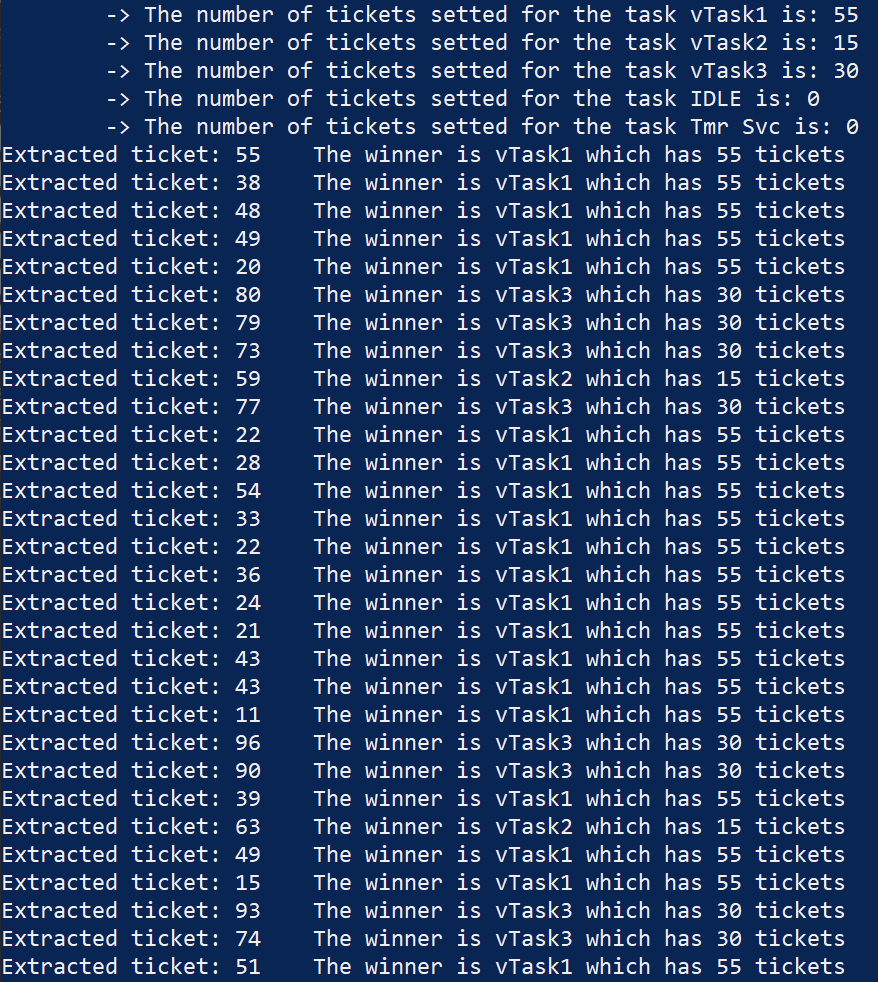 -> The number of tickets setted for the task vTask1 is: 55
-> The number of tickets setted for the task vTask2 is: 15
-> The number of tickets setted for the task vTask3 is: 30
-> The number of tickets setted for the task IDLE is: 0
-> The number of tickets setted for the task Tmr Svc is: 0
Extracted ticket: 55    The winner is vTask1 which has 55 tickets
Extracted ticket: 38    The winner is vTask1 which has 55 tickets
Extracted ticket: 48    The winner is vTask1 which has 55 tickets
Extracted ticket: 49    The winner is vTask1 which has 55 tickets
Extracted ticket: 20    The winner is vTask1 which has 55 tickets
Extracted ticket: 80    The winner is vTask3 which has 30 tickets
Extracted ticket: 79    The winner is vTask3 which has 30 tickets
Extracted ticket: 73    The winner is vTask3 which has 30 tickets
Extracted ticket: 59    The winner is vTask2 which has 15 tickets
Extracted ticket: 77    The winner is vTask3 which has 30 tickets
Extracted ticket: 22    The winner is vTask1 which has 55 tickets
Extracted ticket: 28    The winner is vTask1 which has 55 tickets
Extracted ticket: 54    The winner is vTask1 which has 55 tickets
Extracted ticket: 33    The winner is vTask1 which has 55 tickets
Extracted ticket: 22    The winner is vTask1 which has 55 tickets
Extracted ticket: 36    The winner is vTask1 which has 55 tickets
Extracted ticket: 24    The winner is vTask1 which has 55 tickets
Extracted ticket: 21    The winner is vTask1 which has 55 tickets
Extracted ticket: 43    The winner is vTask1 which has 55 tickets
Extracted ticket: 43    The winner is vTask1 which has 55 tickets
Extracted ticket: 11    The winner is vTask1 which has 55 tickets
Extracted ticket: 96    The winner is vTask3 which has 30 tickets
Extracted ticket: 90    The winner is vTask3 which has 30 tickets
Extracted ticket: 39    The winner is vTask1 which has 55 tickets
Extracted ticket: 63    The winner is vTask2 which has 15 tickets
Extracted ticket: 49    The winner is vTask1 which has 55 tickets
Extracted ticket: 15    The winner is vTask1 which has 55 tickets
Extracted ticket: 93    The winner is vTask3 which has 30 tickets
Extracted ticket: 74    The winner is vTask3 which has 30 tickets
Extracted ticket: 51    The winner is vTask1 which has 55 tickets